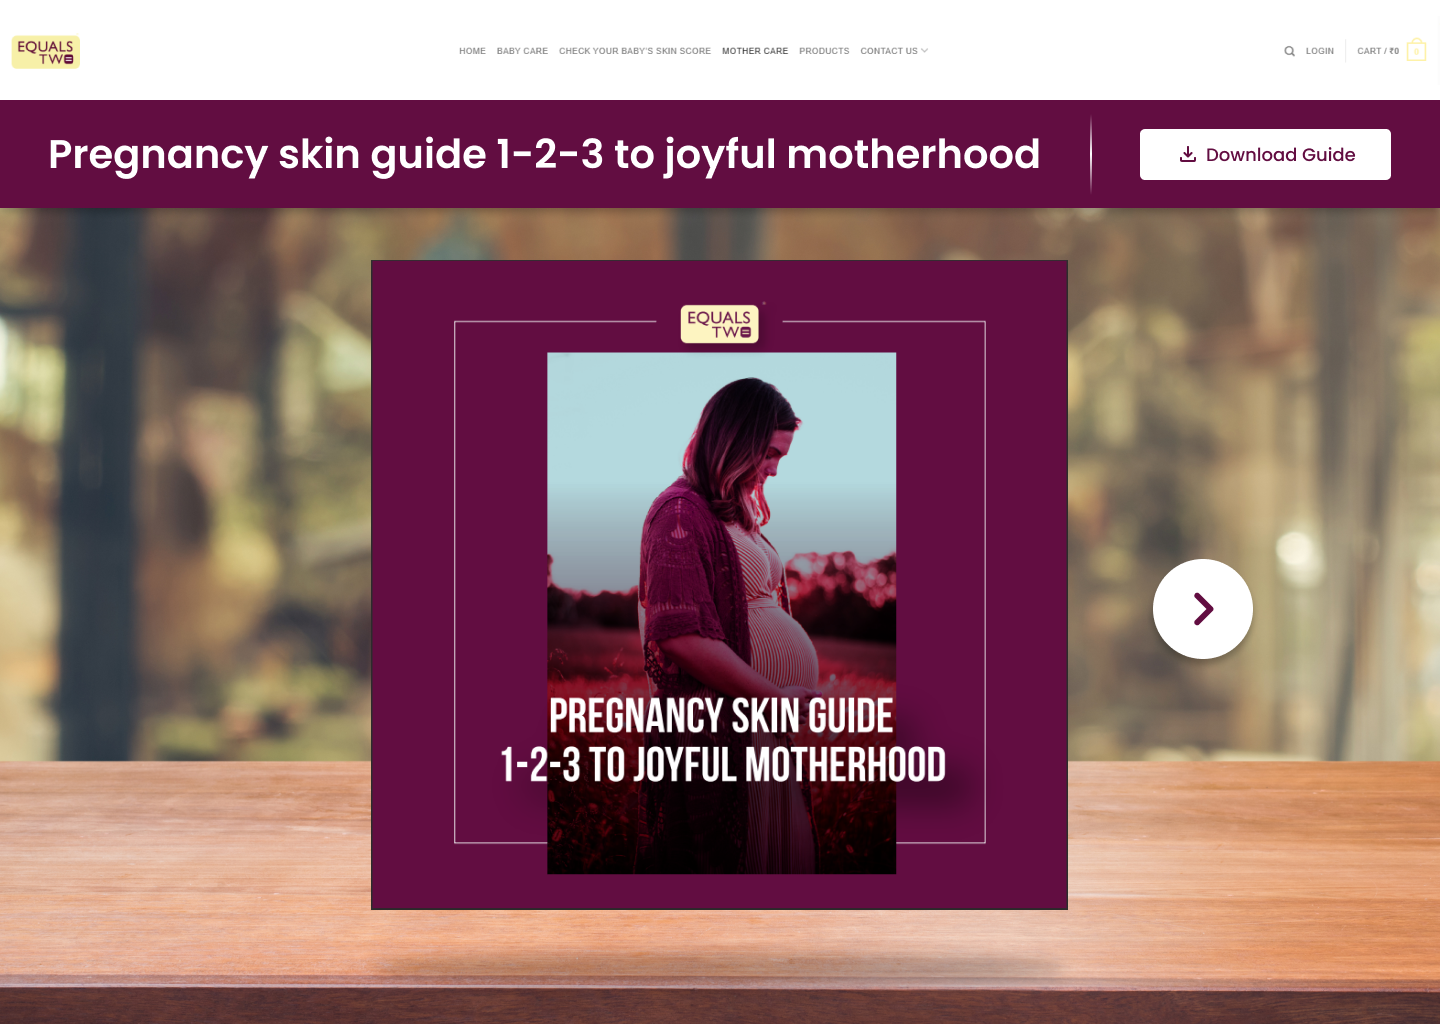 EQUALS
TWO
HOME
BABY CARE
CHECK YOUR BABY'S SKIN SCORE
MOTHER CARE
PRODUCTS
CONTACT US
LOGIN
CART / ₹0
0
Pregnancy skin guide 1-2-3 to joyful motherhood
Download Guide
EQUALS
TWO
PREGNANCY SKIN GUIDE
1-2-3 TO JOYFUL MOTHERHOOD